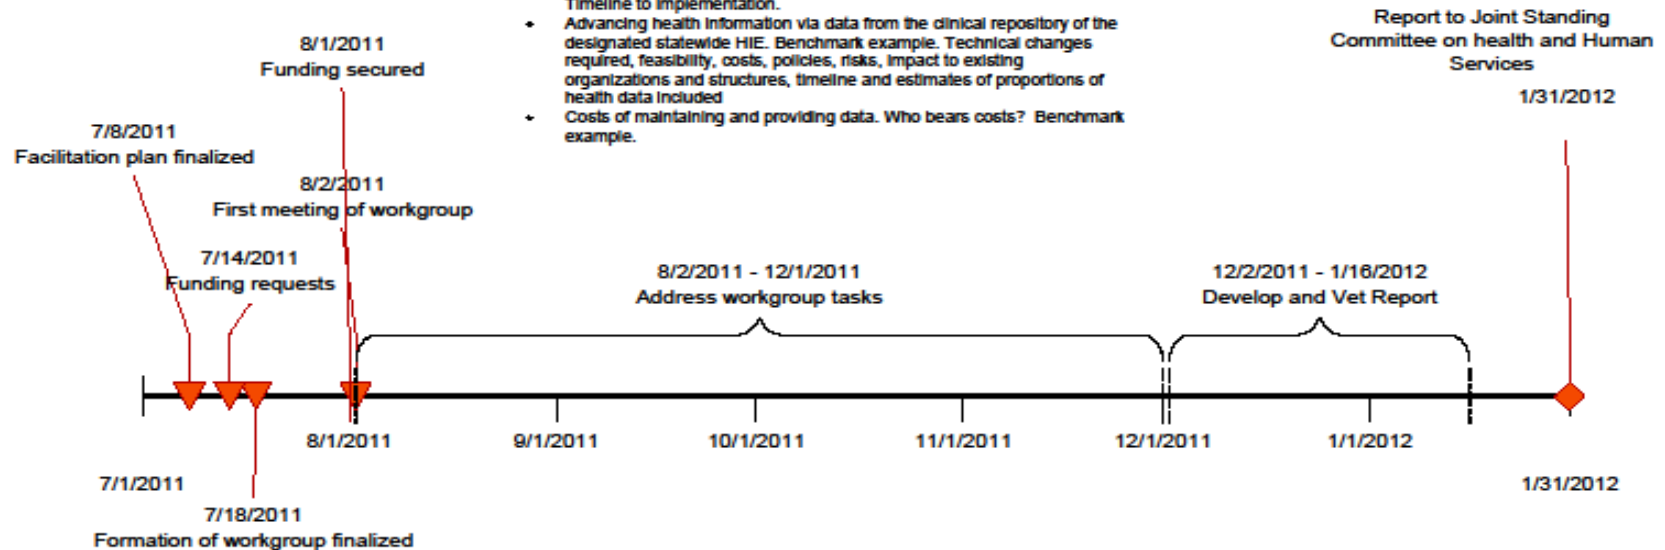 Timeline to implementation.
• Advancing health information via data from the clinical repository of the
designated statewide HIE. Benchmark example. Technical changes
required, feasibility, costs, policies, risks, impact to existing
organizations and structures, timeline and estimates of proportions of
health data included
• Costs of maintaining and providing data. Who bears costs? Benchmark
example.
Report to Joint Standing
Committee on health and Human
Services
1/31/2012
8/1/2011
Funding secured
7/8/2011
Facilitation plan finalized
8/2/2011
First meeting of workgroup
7/14/2011
Funding requests
8/2/2011 - 12/1/2011
Address workgroup tasks
12/2/2011 - 1/16/2012
Develop and Vet Report
8/1/2011
9/1/2011
10/1/2011
11/1/2011
12/1/2011
1/1/2012
7/1/2011
1/31/2012
7/18/2011
Formation of workgroup finalized